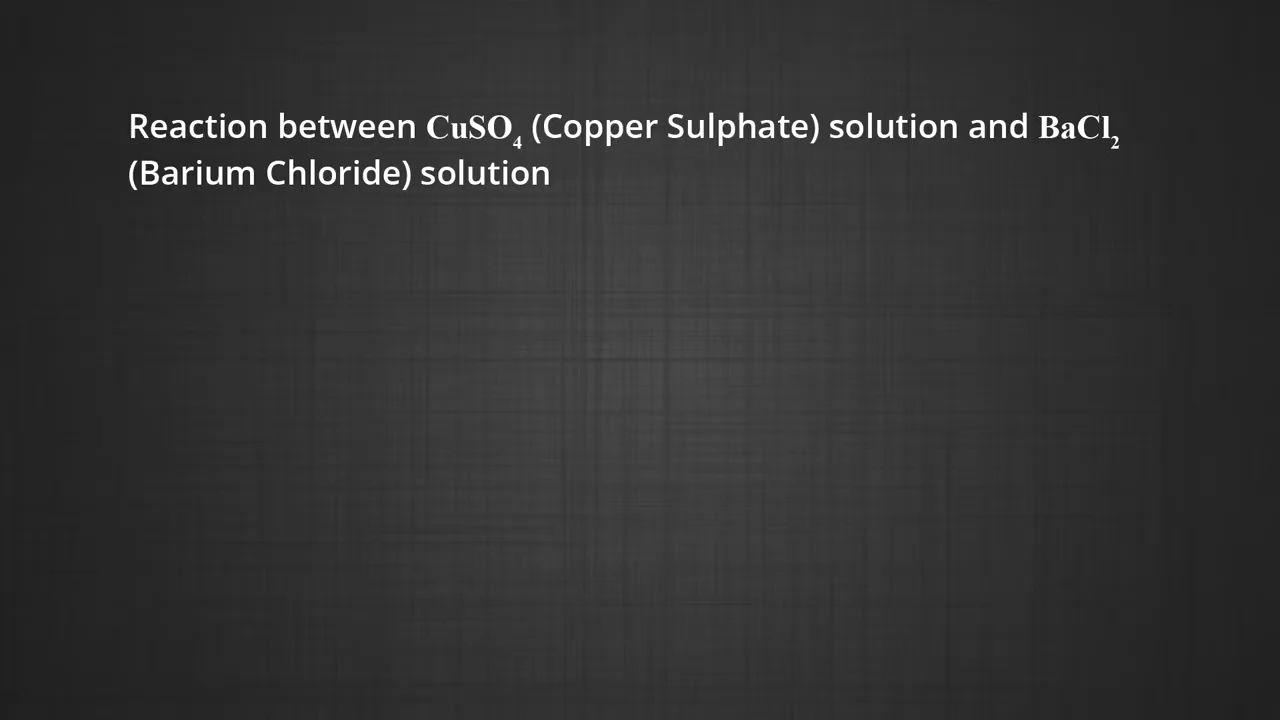 Reaction between CuSO₄ (Copper Sulphate) solution and BaCl₂
(Barium Chloride) solution